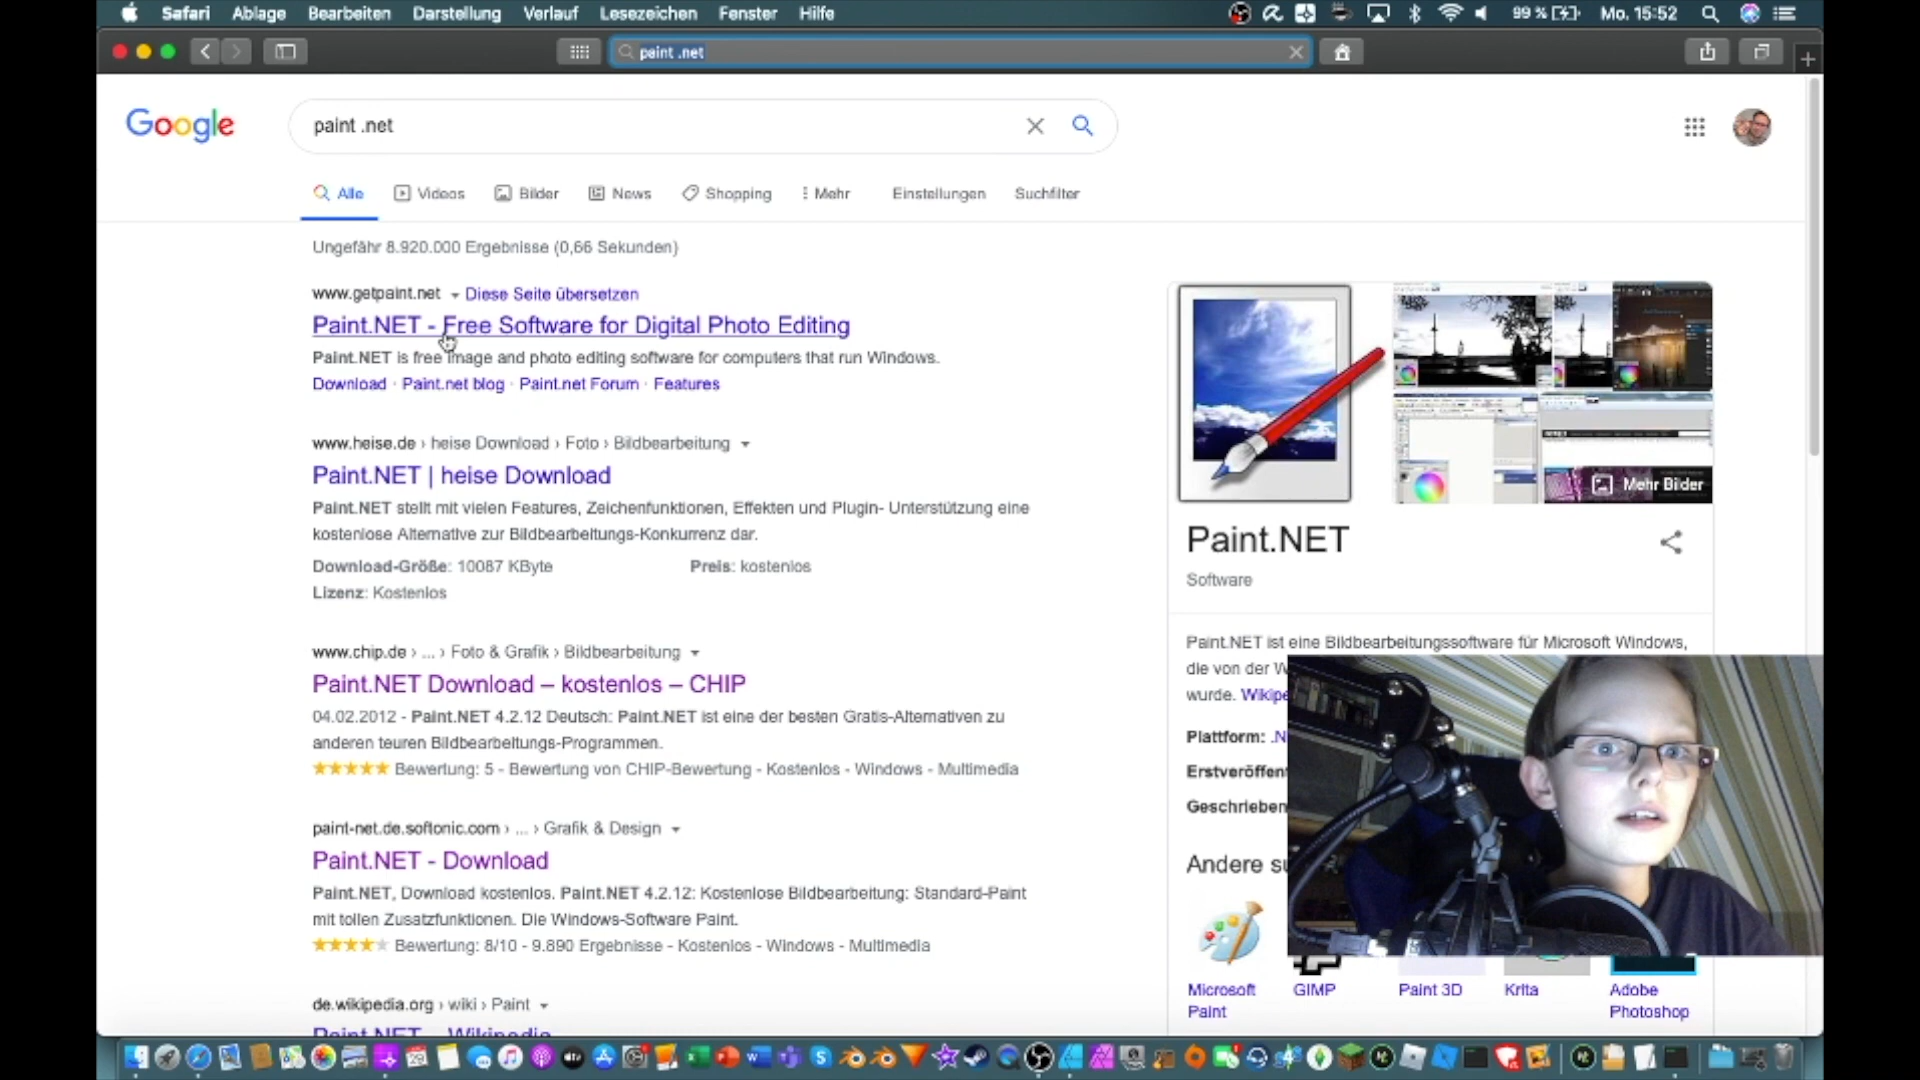 Safari Ablage Bearbeiten Darstellung Verlauf Lesezeichen Fenster Hilfe 99 % Mo. 15:52
paint .net
Google
paint .net
Alle Videos Bilder News Shopping Mehr Einstellungen Suchfilter
Ungefähr 8.920.000 Ergebnisse (0,66 Sekunden)
www.getpaint.net Diese Seite übersetzen
Paint.NET - Free Software for Digital Photo Editing
Paint.NET is free image and photo editing software for computers that run Windows.
Download · Paint.net blog · Paint.net Forum · Features
www.heise.de › heise Download › Foto › Bildbearbeitung
Paint.NET | heise Download
Paint.NET stellt mit vielen Features, Zeichenfunktionen, Effekten und Plugin- Unterstützung eine
kostenlose Alternative zur Bildbearbeitungs-Konkurrenz dar.
Download-Größe: 10087 KByte Preis: kostenlos
Lizenz: Kostenlos
www.chip.de › ... › Foto & Grafik › Bildbearbeitung
Paint.NET Download – kostenlos – CHIP
04.02.2012 - Paint.NET 4.2.12 Deutsch: Paint.NET ist eine der besten Gratis-Alternativen zu
anderen teuren Bildbearbeitungs-Programmen.
Bewertung: 5 - Bewertung von CHIP-Bewertung - Kostenlos - Windows - Multimedia
paint-net.de.softonic.com › ... › Grafik & Design
Paint.NET - Download
Paint.NET, Download kostenlos. Paint.NET 4.2.12: Kostenlose Bildbearbeitung: Standard-Paint
mit tollen Zusatzfunktionen. Die Windows-Software Paint.
Bewertung: 8/10 - 9.890 Ergebnisse - Kostenlos - Windows - Multimedia
de.wikipedia.org › wiki › Paint
Paint.NET – Wikipedia
Mehr Bilder
Paint.NET
Software
Paint.NET ist eine Bildbearbeitungssoftware für Microsoft Windows,
die von der W
wurde. Wikipe
Plattform: .N
Erstveröffen
Geschrieben
Andere su
Microsoft Paint
GIMP
Paint 3D
Krita
Adobe Photoshop